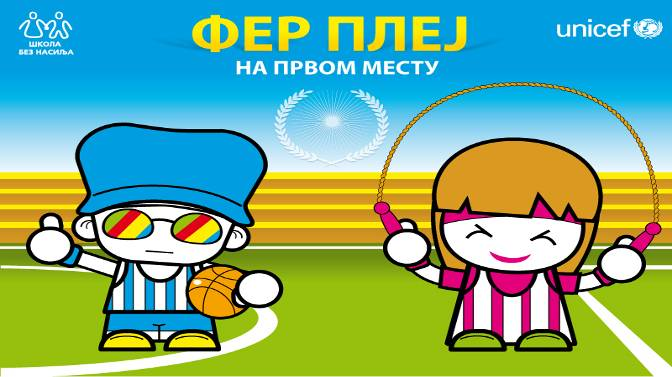 ШКОЛА
БЕЗ НАСИЉА
ФЕР ПЛЕЈ
НА ПРВОМ МЕСТУ
unicef